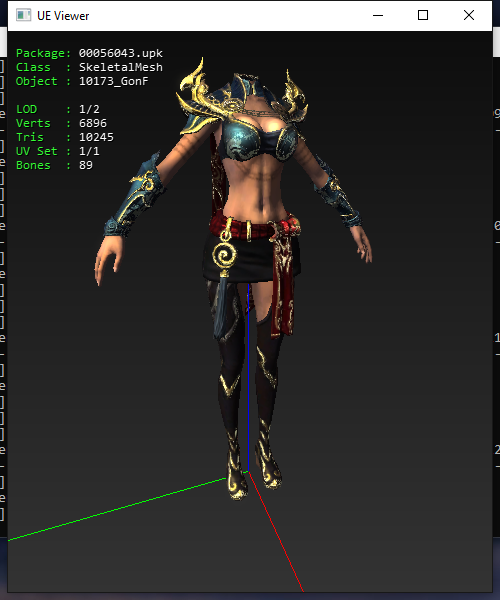 UE Viewer
Package: 00056043.upk
Class : SkeletalMesh
Object : 10173_GonF
LOD : 1/2
Verts : 6896
Tris : 10245
UV Set : 1/1
Bones : 89